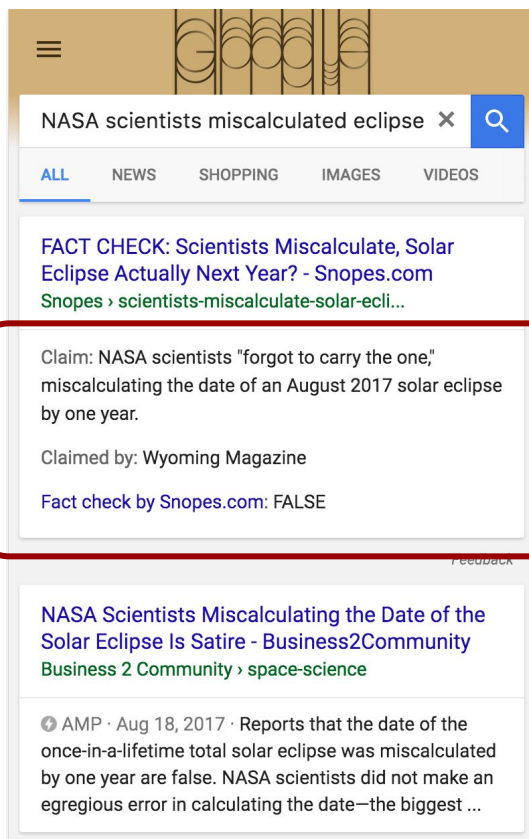 Google
NASA scientists miscalculated eclipse
ALL NEWS SHOPPING IMAGES VIDEOS
FACT CHECK: Scientists Miscalculate, Solar
Eclipse Actually Next Year? - Snopes.com
Snopes › scientists-miscalculate-solar-ecli...
Claim: NASA scientists "forgot to carry the one,"
miscalculating the date of an August 2017 solar eclipse
by one year.
Claimed by: Wyoming Magazine
Fact check by Snopes.com: FALSE
Feedback
NASA Scientists Miscalculating the Date of the
Solar Eclipse Is Satire - Business2Community
Business 2 Community › space-science
AMP · Aug 18, 2017 · Reports that the date of the
once-in-a-lifetime total solar eclipse was miscalculated
by one year are false. NASA scientists did not make an
egregious error in calculating the date—the biggest ...